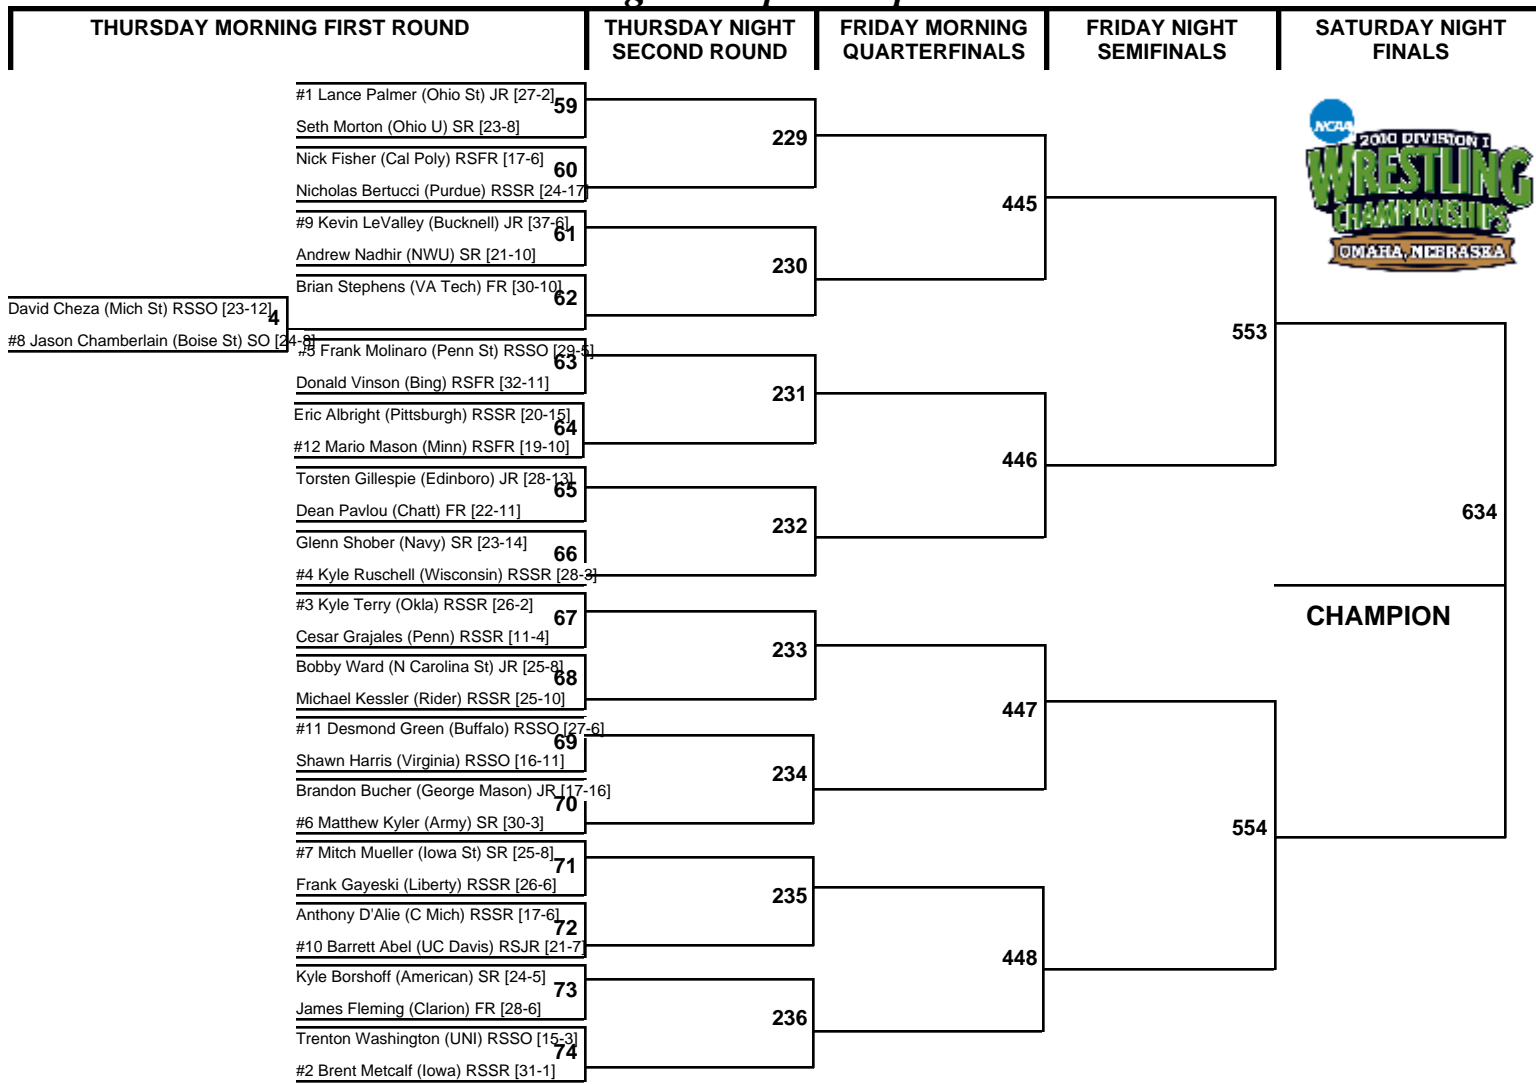 THURSDAY MORNING FIRST ROUND
THURSDAY NIGHT
SECOND ROUND
FRIDAY MORNING
QUARTERFINALS
FRIDAY NIGHT
SEMIFINALS
SATURDAY NIGHT
FINALS
NCAA
2010 DIVISION I
WRESTLING
CHAMPIONSHIPS
OMAHA, NEBRASKA
#1 Lance Palmer (Ohio St) JR [27-2]
59
Seth Morton (Ohio U) SR [23-8]
229
Nick Fisher (Cal Poly) RSFR [17-6]
60
Nicholas Bertucci (Purdue) RSSR [24-17]
445
#9 Kevin LeValley (Bucknell) JR [37-6]
61
Andrew Nadhir (NWU) SR [21-10]
230
Brian Stephens (VA Tech) FR [30-10]
62
David Cheza (Mich St) RSSO [23-12]
4
#8 Jason Chamberlain (Boise St) SO [24-8]
553
#5 Frank Molinaro (Penn St) RSSO [29-5]
63
Donald Vinson (Bing) RSFR [32-11]
231
Eric Albright (Pittsburgh) RSSR [20-15]
64
#12 Mario Mason (Minn) RSFR [19-10]
446
Torsten Gillespie (Edinboro) JR [28-13]
65
Dean Pavlou (Chatt) FR [22-11]
634
232
Glenn Shober (Navy) SR [23-14]
66
#4 Kyle Ruschell (Wisconsin) RSSR [28-3]
#3 Kyle Terry (Okla) RSSR [26-2]
67
CHAMPION
Cesar Grajales (Penn) RSSR [11-4]
233
Bobby Ward (N Carolina St) JR [25-8]
68
Michael Kessler (Rider) RSSR [25-10]
447
#11 Desmond Green (Buffalo) RSSO [27-6]
69
Shawn Harris (Virginia) RSSO [16-11]
234
Brandon Bucher (George Mason) JR [17-16]
70
#6 Matthew Kyler (Army) SR [30-3]
554
#7 Mitch Mueller (Iowa St) SR [25-8]
71
Frank Gayeski (Liberty) RSSR [26-6]
235
Anthony D'Alie (C Mich) RSSR [17-6]
72
#10 Barrett Abel (UC Davis) RSJR [21-7]
448
Kyle Borshoff (American) SR [24-5]
73
James Fleming (Clarion) FR [28-6]
236
Trenton Washington (UNI) RSSO [15-3]
74
#2 Brent Metcalf (Iowa) RSSR [31-1]